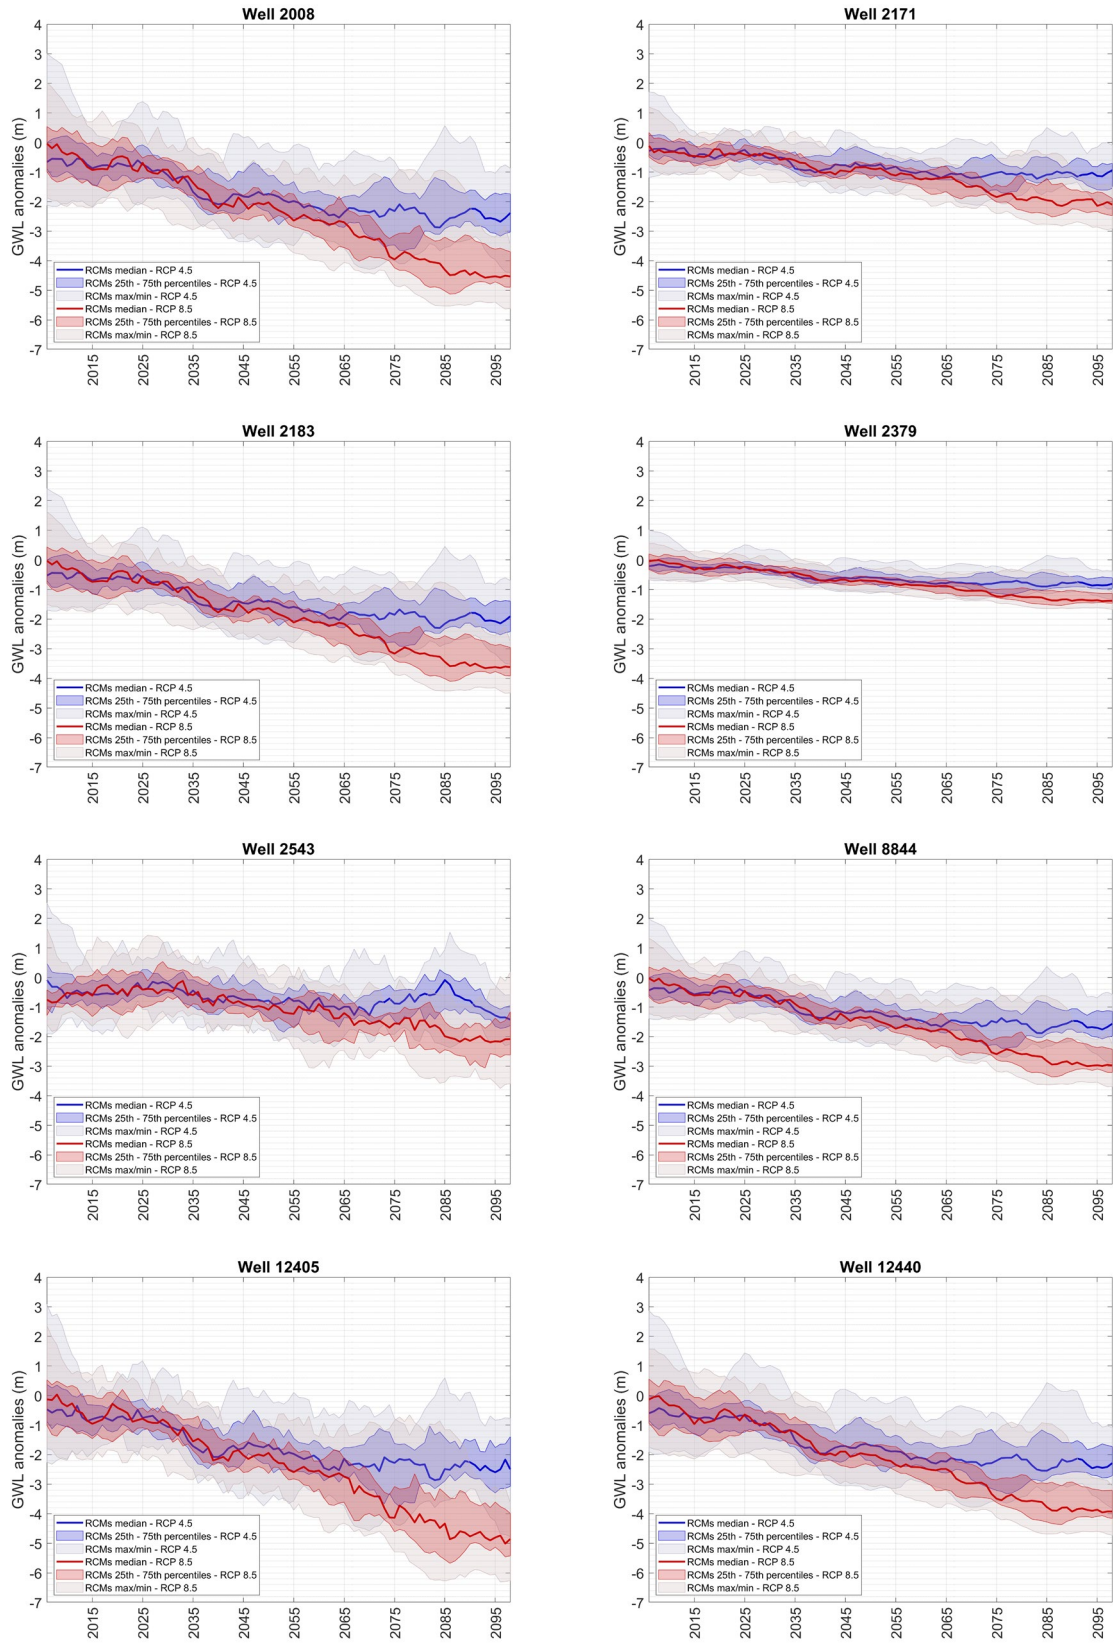 Well 2008
GWL anomalies (m)
4
3
2
1
0
-1
-2
-3
-4
-5
-6
-7
RCMs median - RCP 4.5
RCMs 25th - 75th percentiles - RCP 4.5
RCMs max/min - RCP 4.5
RCMs median - RCP 8.5
RCMs 25th - 75th percentiles - RCP 8.5
RCMs max/min - RCP 8.5
2015 2025 2035 2045 2055 2065 2075 2085 2095
Well 2171
GWL anomalies (m)
4
3
2
1
0
-1
-2
-3
-4
-5
-6
-7
RCMs median - RCP 4.5
RCMs 25th - 75th percentiles - RCP 4.5
RCMs max/min - RCP 4.5
RCMs median - RCP 8.5
RCMs 25th - 75th percentiles - RCP 8.5
RCMs max/min - RCP 8.5
2015 2025 2035 2045 2055 2065 2075 2085 2095
Well 2183
GWL anomalies (m)
4
3
2
1
0
-1
-2
-3
-4
-5
-6
-7
RCMs median - RCP 4.5
RCMs 25th - 75th percentiles - RCP 4.5
RCMs max/min - RCP 4.5
RCMs median - RCP 8.5
RCMs 25th - 75th percentiles - RCP 8.5
RCMs max/min - RCP 8.5
2015 2025 2035 2045 2055 2065 2075 2085 2095
Well 2379
GWL anomalies (m)
4
3
2
1
0
-1
-2
-3
-4
-5
-6
-7
RCMs median - RCP 4.5
RCMs 25th - 75th percentiles - RCP 4.5
RCMs max/min - RCP 4.5
RCMs median - RCP 8.5
RCMs 25th - 75th percentiles - RCP 8.5
RCMs max/min - RCP 8.5
2015 2025 2035 2045 2055 2065 2075 2085 2095
Well 2543
GWL anomalies (m)
4
3
2
1
0
-1
-2
-3
-4
-5
-6
-7
RCMs median - RCP 4.5
RCMs 25th - 75th percentiles - RCP 4.5
RCMs max/min - RCP 4.5
RCMs median - RCP 8.5
RCMs 25th - 75th percentiles - RCP 8.5
RCMs max/min - RCP 8.5
2015 2025 2035 2045 2055 2065 2075 2085 2095
Well 8844
GWL anomalies (m)
4
3
2
1
0
-1
-2
-3
-4
-5
-6
-7
RCMs median - RCP 4.5
RCMs 25th - 75th percentiles - RCP 4.5
RCMs max/min - RCP 4.5
RCMs median - RCP 8.5
RCMs 25th - 75th percentiles - RCP 8.5
RCMs max/min - RCP 8.5
2015 2025 2035 2045 2055 2065 2075 2085 2095
Well 12405
GWL anomalies (m)
4
3
2
1
0
-1
-2
-3
-4
-5
-6
-7
RCMs median - RCP 4.5
RCMs 25th - 75th percentiles - RCP 4.5
RCMs max/min - RCP 4.5
RCMs median - RCP 8.5
RCMs 25th - 75th percentiles - RCP 8.5
RCMs max/min - RCP 8.5
2015 2025 2035 2045 2055 2065 2075 2085 2095
Well 12440
GWL anomalies (m)
4
3
2
1
0
-1
-2
-3
-4
-5
-6
-7
RCMs median - RCP 4.5
RCMs 25th - 75th percentiles - RCP 4.5
RCMs max/min - RCP 4.5
RCMs median - RCP 8.5
RCMs 25th - 75th percentiles - RCP 8.5
RCMs max/min - RCP 8.5
2015 2025 2035 2045 2055 2065 2075 2085 2095